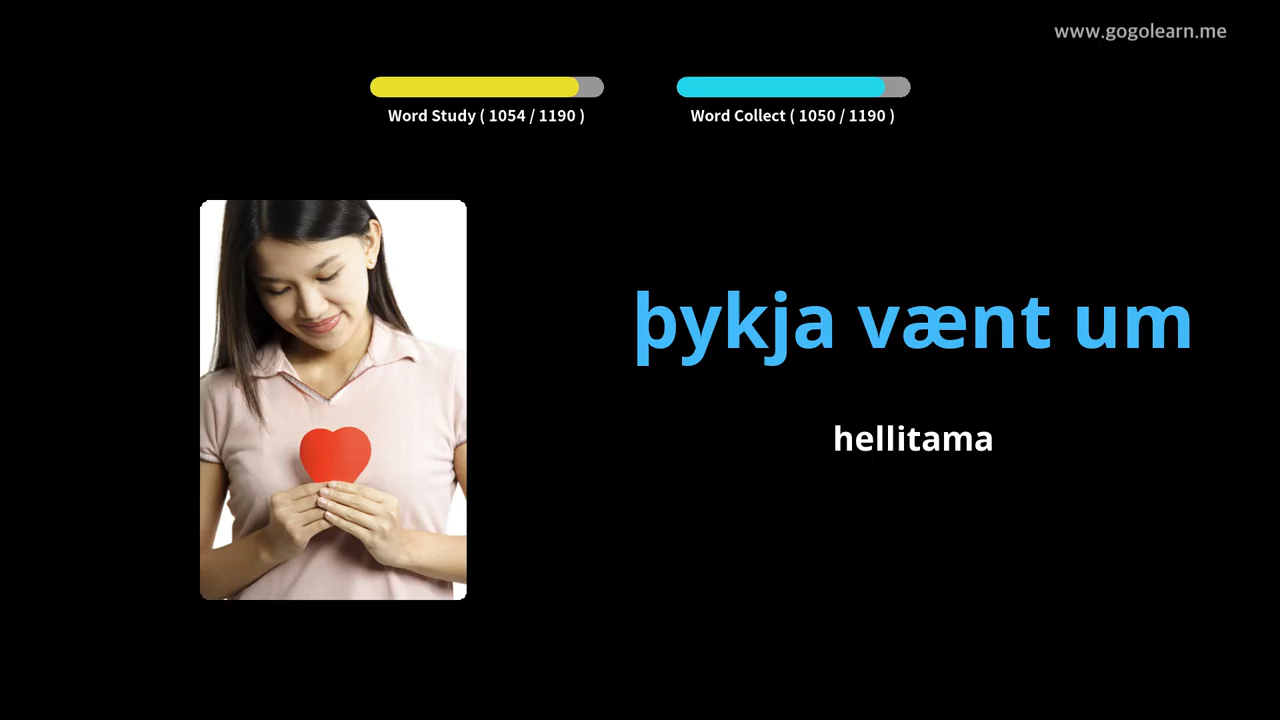 www.gogolearn.me
Word Study ( 1054 / 1190 )
Word Collect ( 1050 / 1190 )
þykja vænt um
hellitama